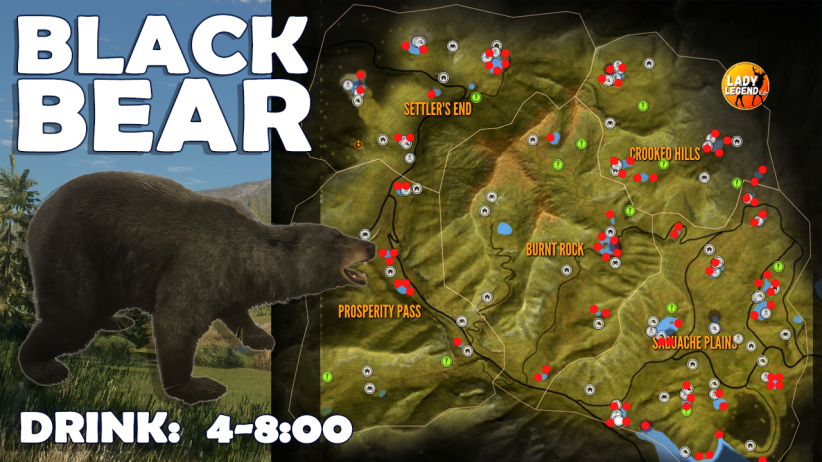 BLACK
BEAR
LADY
LEGEND
SETTLER'S END
CROOKED HILLS
BURNT ROCK
PROSPERITY PASS
SAGUACHE PLAINS
DRINK: 4-8:00